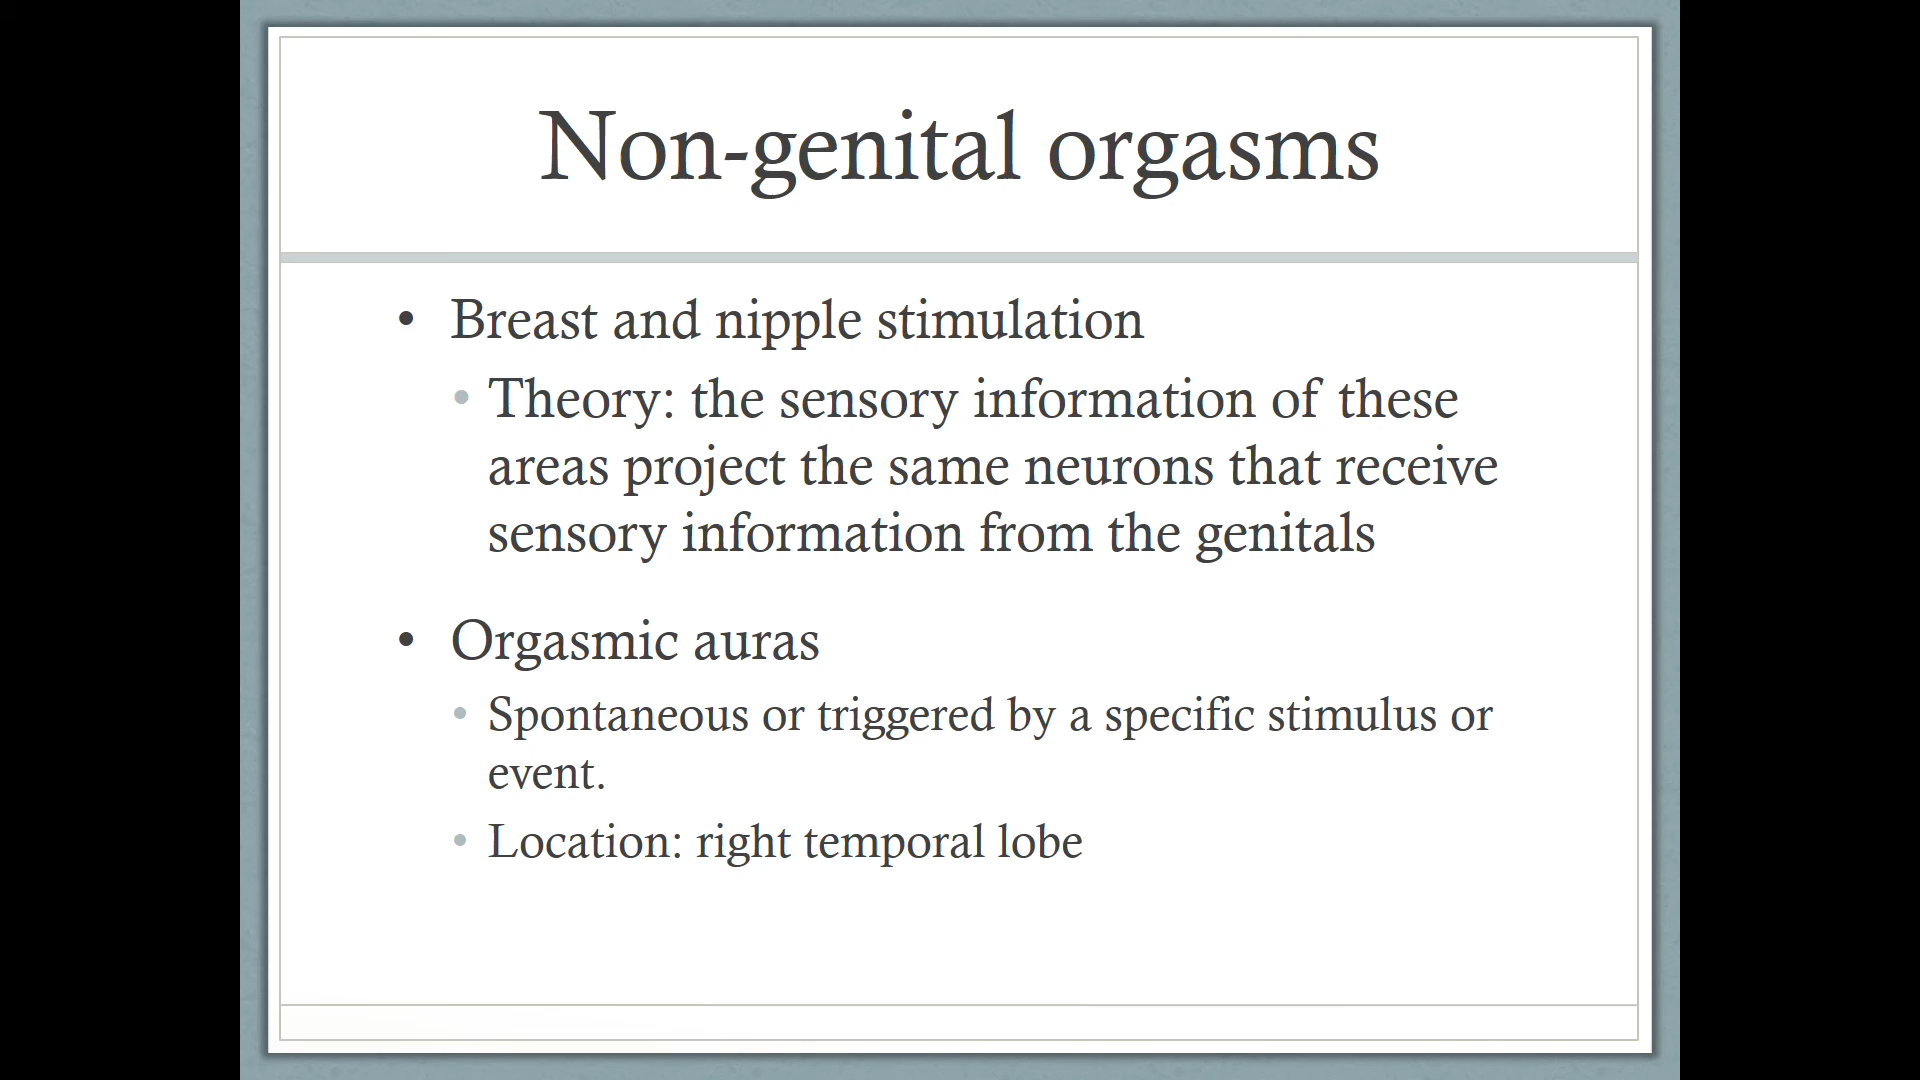 Non-genital orgasms
• Breast and nipple stimulation
• Theory: the sensory information of these
areas project the same neurons that receive
sensory information from the genitals
• Orgasmic auras
• Spontaneous or triggered by a specific stimulus or
event.
• Location: right temporal lobe